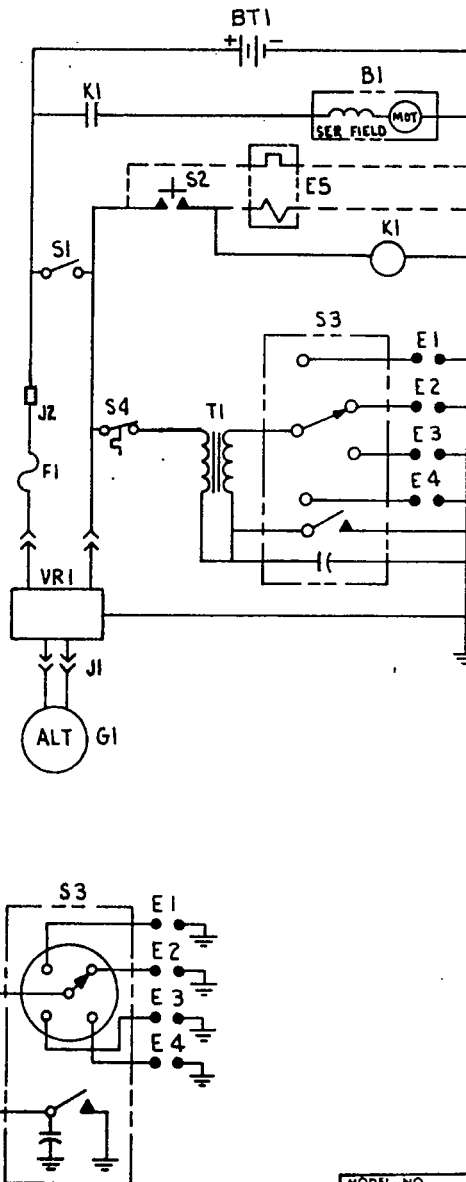 BT1
+ -
B1
K1
SER FIELD
MOT
S2
E5
K1
S1
S3
E1
J2
E2
S4
T1
E3
F1
E4
VR1
J1
ALT
G1
S3
E1
E2
E3
E4
MODEL NO